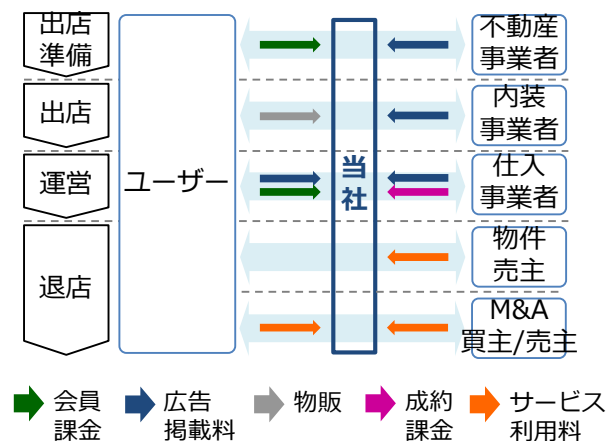 出店
準備
不動産
事業者
出店
内装
事業者
運営
ユーザー
当
社
仕入
事業者
退店
物件
売主
M&A
買主/売主
会員
課金
広告
掲載料
物販
成約
課金
サービス
利用料